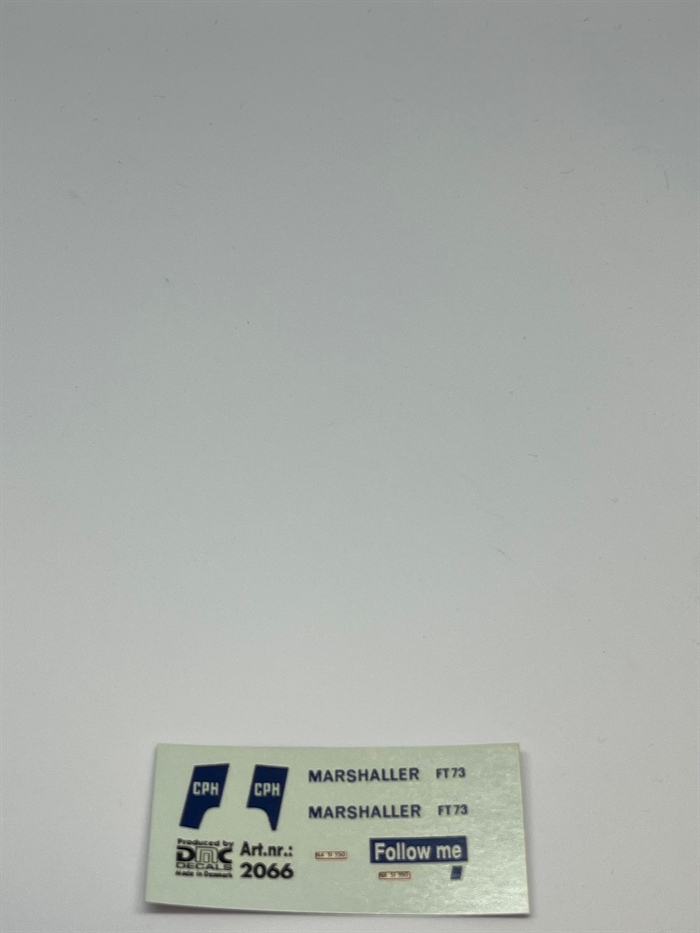 CPH
CPH
MARSHALLER FT73
MARSHALLER FT73
Produced by
DMC
DECALS
Made in Denmark
Art.nr.:
2066
Follow me